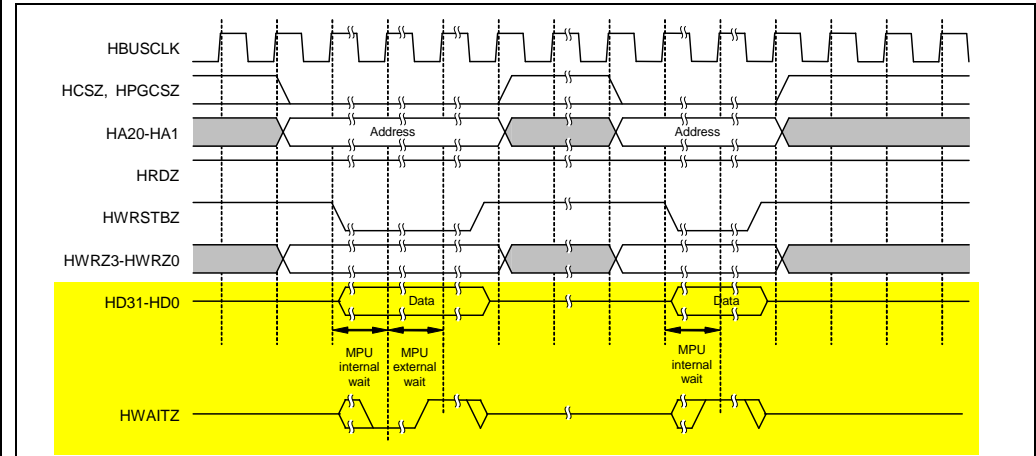 HBUSCLK
HCSZ, HPGCSZ
HA20-HA1
Address
Address
HRDZ
HWRSTBZ
HWRZ3-HWRZ0
HD31-HD0
Data
Data
MPU
internal
wait
MPU
external
wait
MPU
internal
wait
HWAITZ